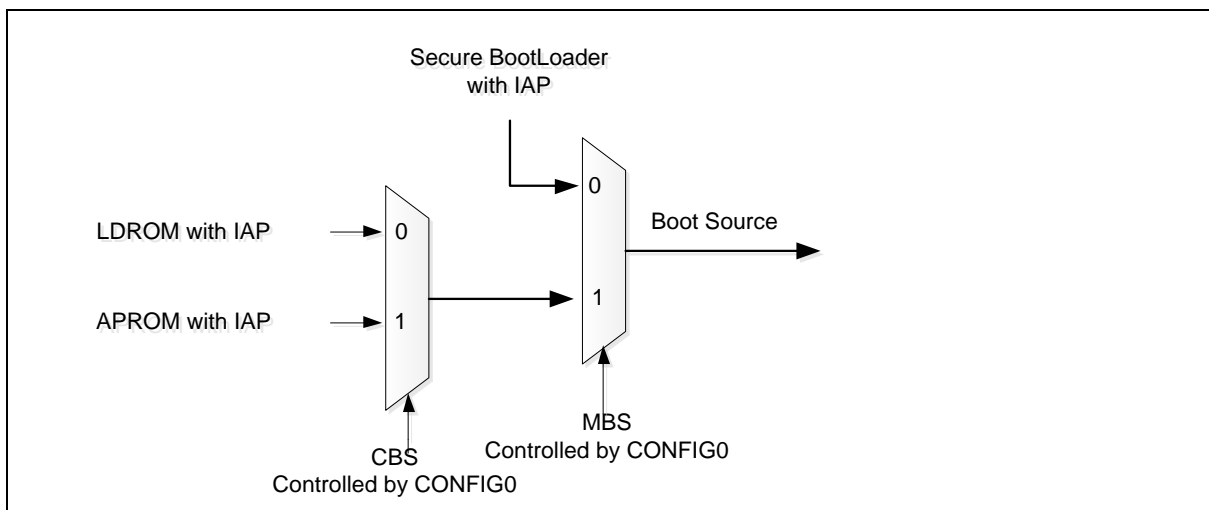 Secure BootLoader
with IAP
0
LDROM with IAP
0
Boot Source
1
APROM with IAP
1
MBS
Controlled by CONFIG0
CBS
Controlled by CONFIG0